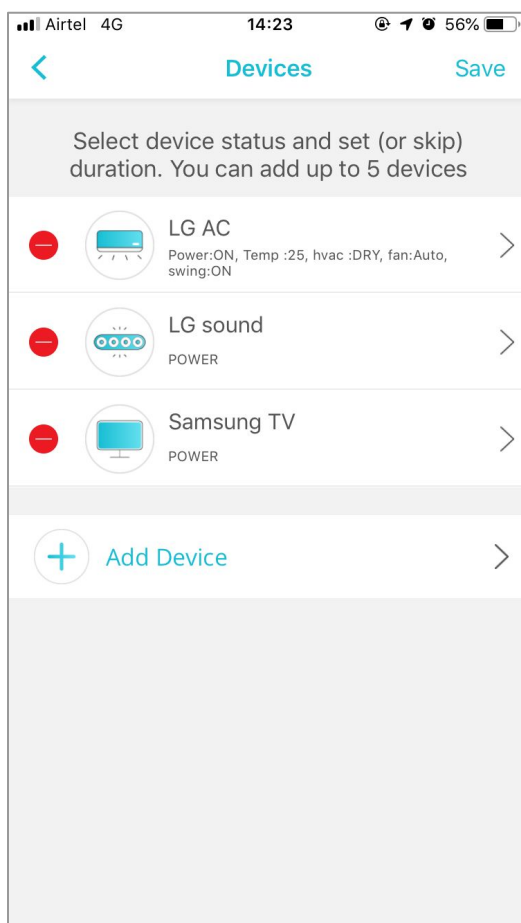 Airtel 4G 14:23 56%
Devices Save
Select device status and set (or skip)
duration. You can add up to 5 devices
LG AC
Power:ON, Temp :25, hvac :DRY, fan:Auto,
swing:ON
LG sound
POWER
Samsung TV
POWER
Add Device